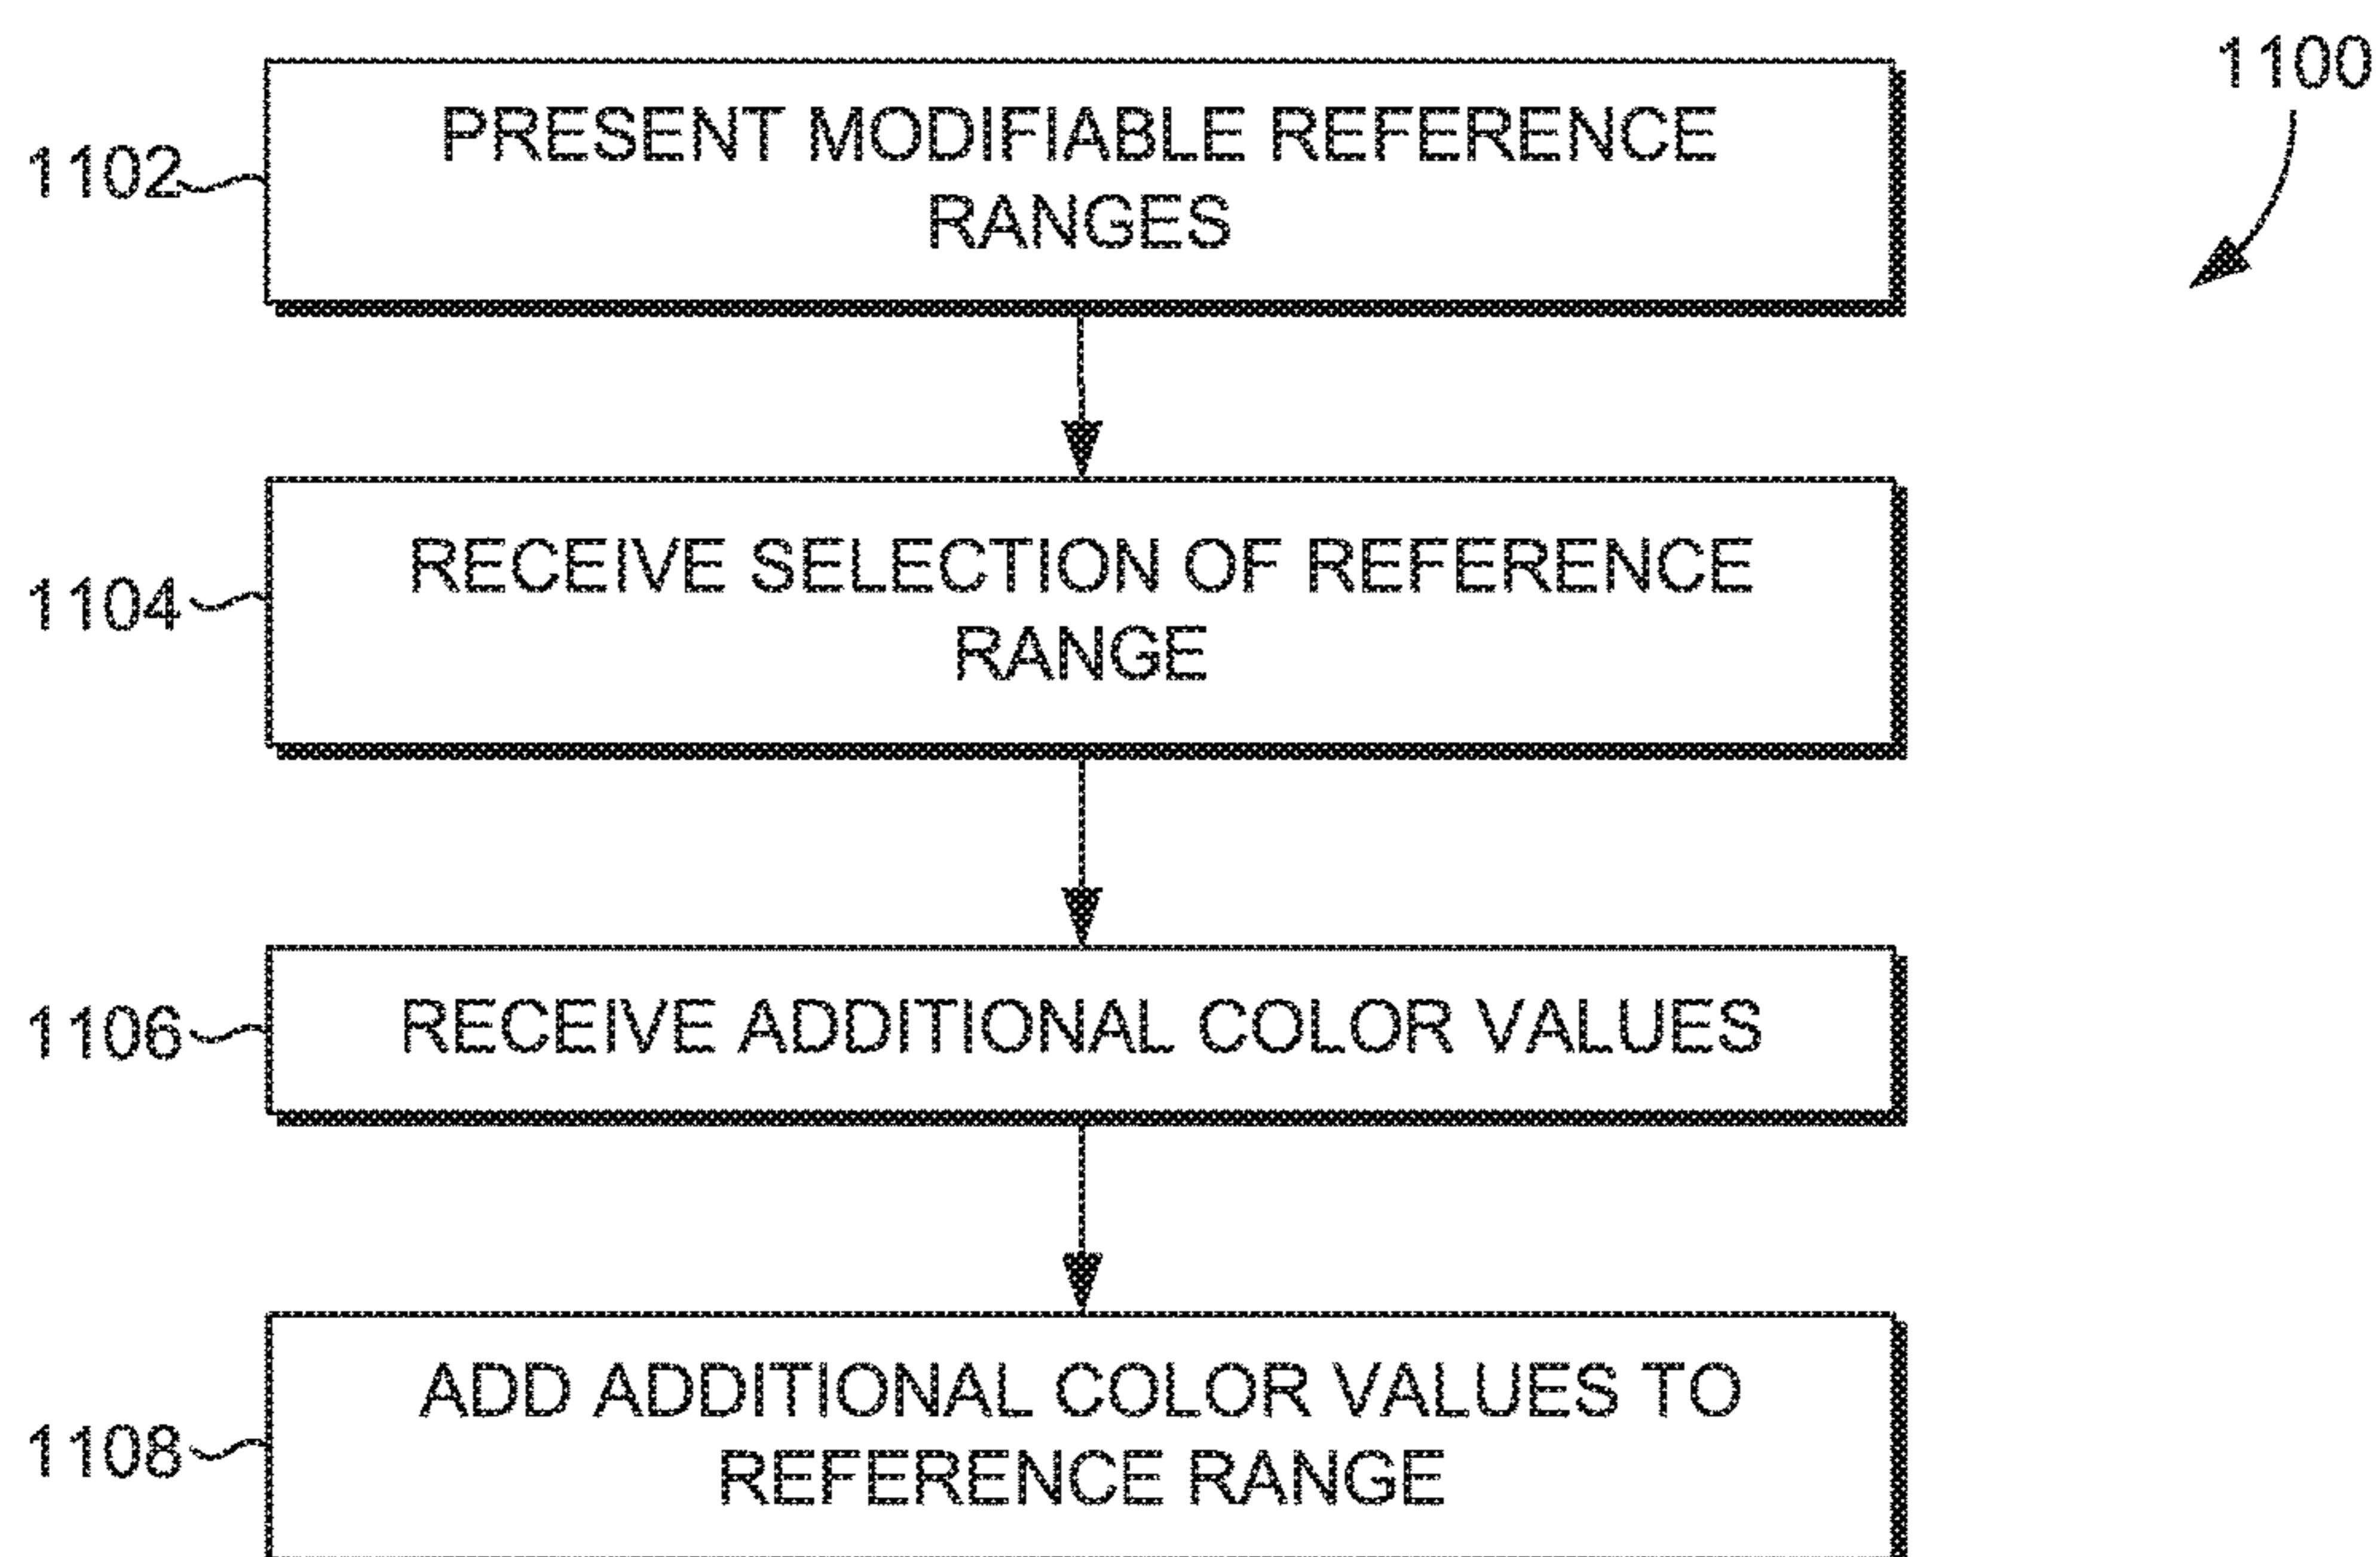 1100
1102
PRESENT MODIFIABLE REFERENCE
RANGES
1104
RECEIVE SELECTION OF REFERENCE
RANGE
1106
RECEIVE ADDITIONAL COLOR VALUES
1108
ADD ADDITIONAL COLOR VALUES TO
REFERENCE RANGE